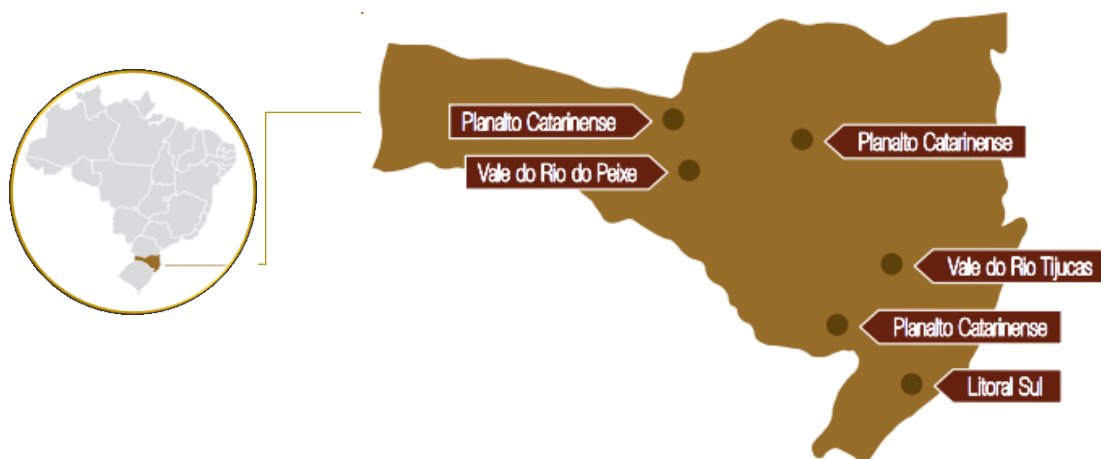 Planalto Catarinense
Planalto Catarinense
Vale do Rio do Peixe
Vale do Rio Tijucas
Planalto Catarinense
Litoral Sul